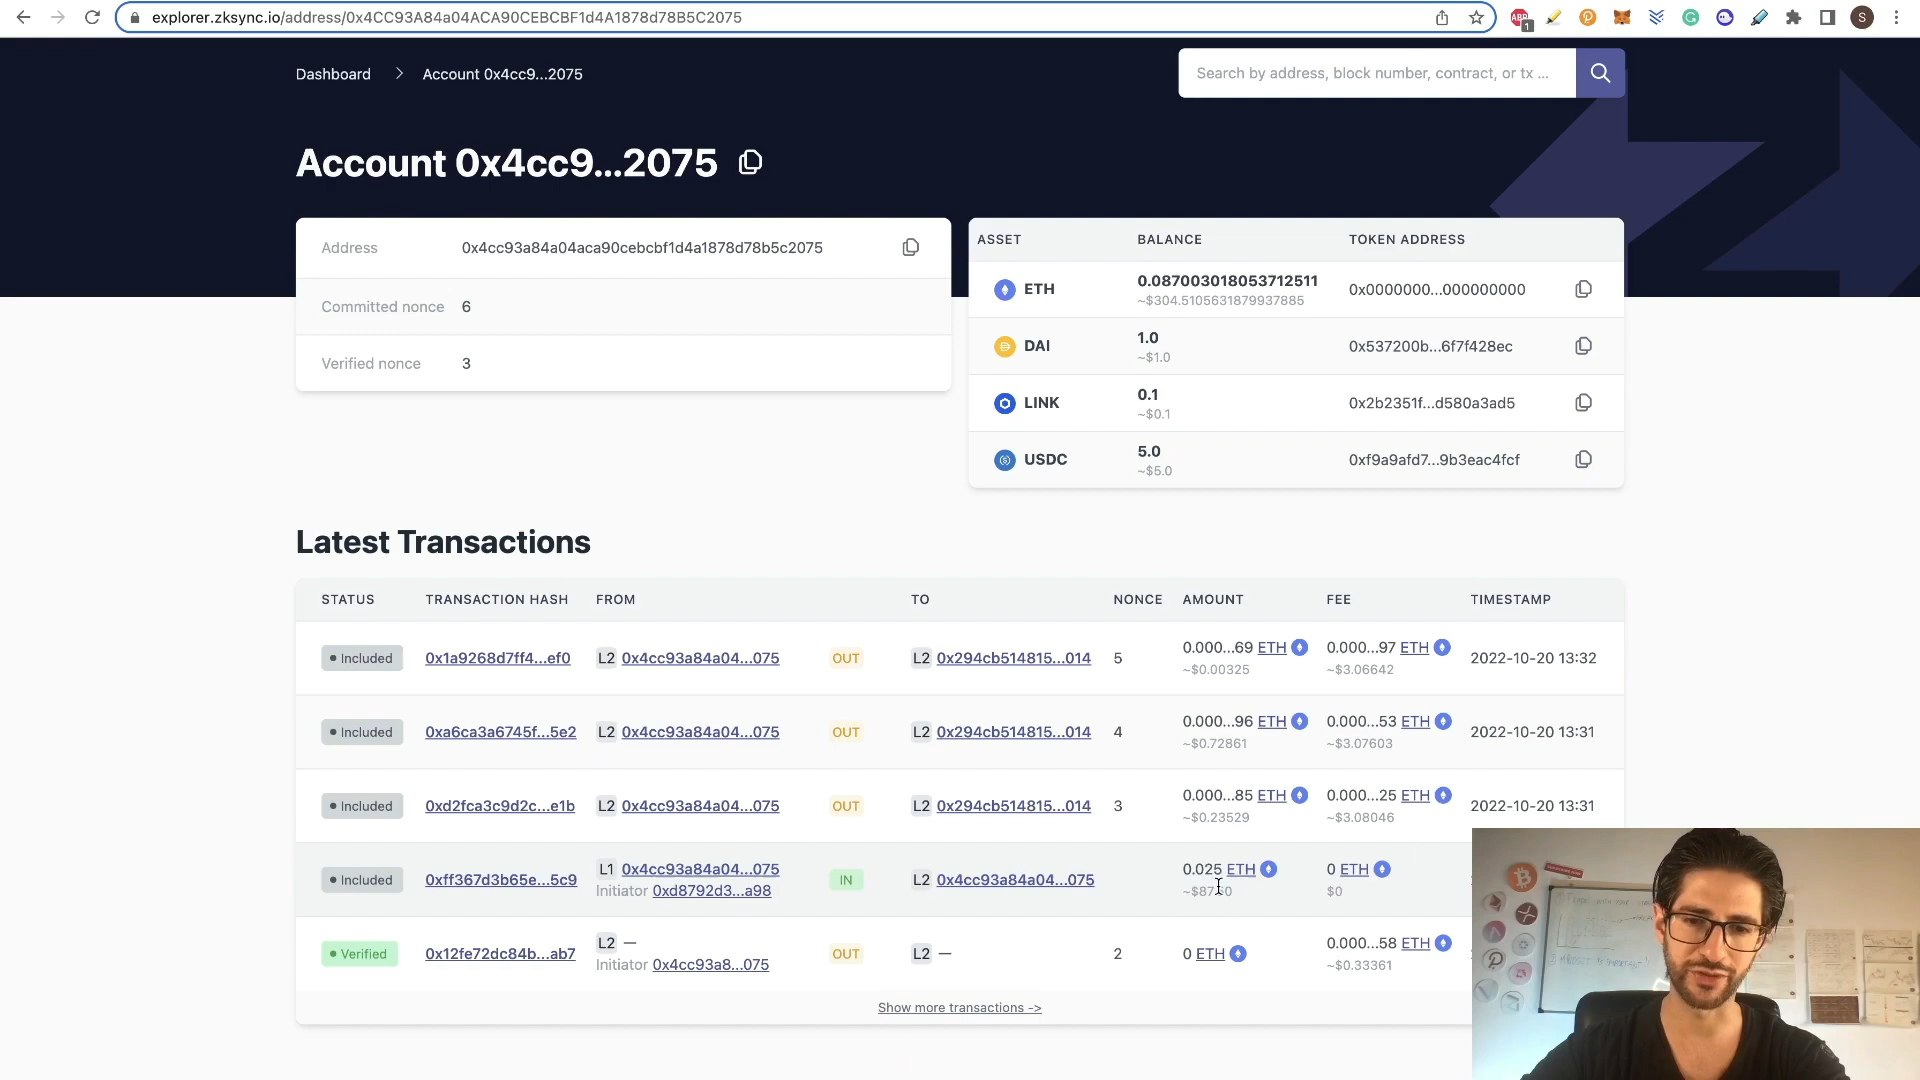 explorer.zksync.io/address/0x4CC93A84a04ACA90CEBCBF1d4A1878d78B5C2075
ABP
1
S
Dashboard
Account 0x4cc9...2075
Search by address, block number, contract, or tx ...
Account 0x4cc9...2075
Address 0x4cc93a84a04aca90cebcbf1d4a1878d78b5c2075
Committed nonce 6
Verified nonce 3
ASSET BALANCE TOKEN ADDRESS
ETH 0.087003018053712511 0x0000000...000000000
~$304.5105631879937885
DAI 1.0 0x537200b...6f7f428ec
~$1.0
LINK 0.1 0x2b2351f...d580a3ad5
~$0.1
USDC 5.0 0xf9a9afd7...9b3eac4fcf
~$5.0
Latest Transactions
STATUS TRANSACTION HASH FROM TO NONCE AMOUNT FEE TIMESTAMP
Included 0x1a9268d7ff4...ef0 L2 0x4cc93a84a04...075 OUT L2 0x294cb514815...014 5 0.000...69 ETH 0.000...97 ETH 2022-10-20 13:32
~$0.00325 ~$3.06642
Included 0xa6ca3a6745f...5e2 L2 0x4cc93a84a04...075 OUT L2 0x294cb514815...014 4 0.000...96 ETH 0.000...53 ETH 2022-10-20 13:31
~$0.72861 ~$3.07603
Included 0xd2fca3c9d2c...e1b L2 0x4cc93a84a04...075 OUT L2 0x294cb514815...014 3 0.000...85 ETH 0.000...25 ETH 2022-10-20 13:31
~$0.23529 ~$3.08046
Included 0xff367d3b65e...5c9 L1 0x4cc93a84a04...075 IN L2 0x4cc93a84a04...075 0.025 ETH 0 ETH
Initiator 0xd8792d3...a98 $0
Verified 0x12fe72dc84b...ab7 L2 — OUT L2 — 2 0 ETH 0.000...58 ETH
Initiator 0x4cc93a8...075 ~$0.33361
Show more transactions ->